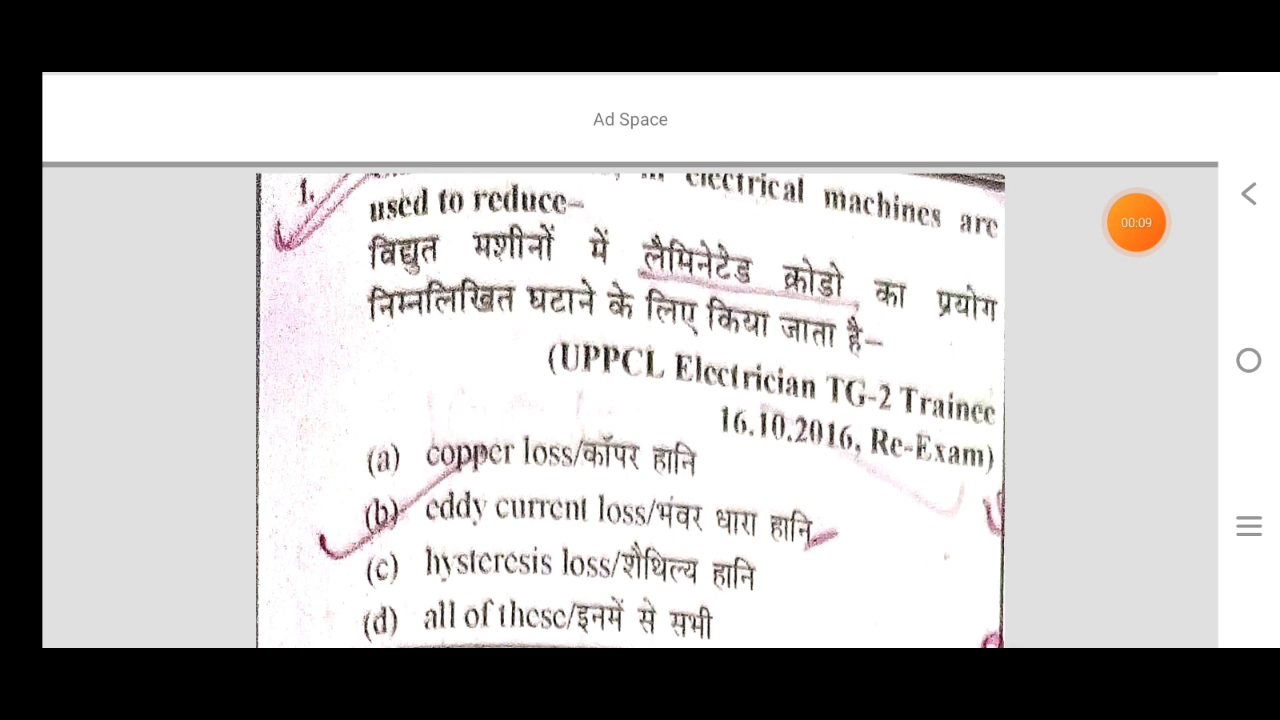 Ad Space
00:09
1. electrical machines are
used to reduce–
विद्युत मशीनों में लैमिनेटेड क्रोडो का प्रयोग
निम्नलिखित घटाने के लिए किया जाता है–
(UPPCL Electrician TG-2 Trainee
16.10.2016, Re-Exam)
(a) copper loss/कॉपर हानि
(b) eddy current loss/भंवर धारा हानि
(c) hysteresis loss/शैथिल्य हानि
(d) all of these/इनमें से सभी